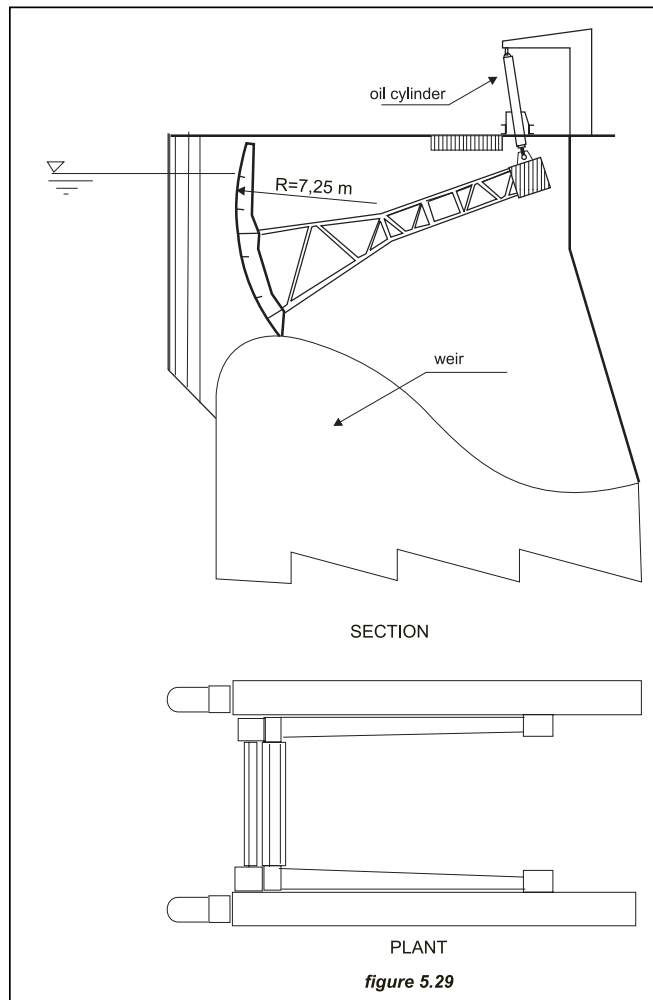 oil cylinder
R=7,25 m
weir
SECTION
PLANT
figure 5.29